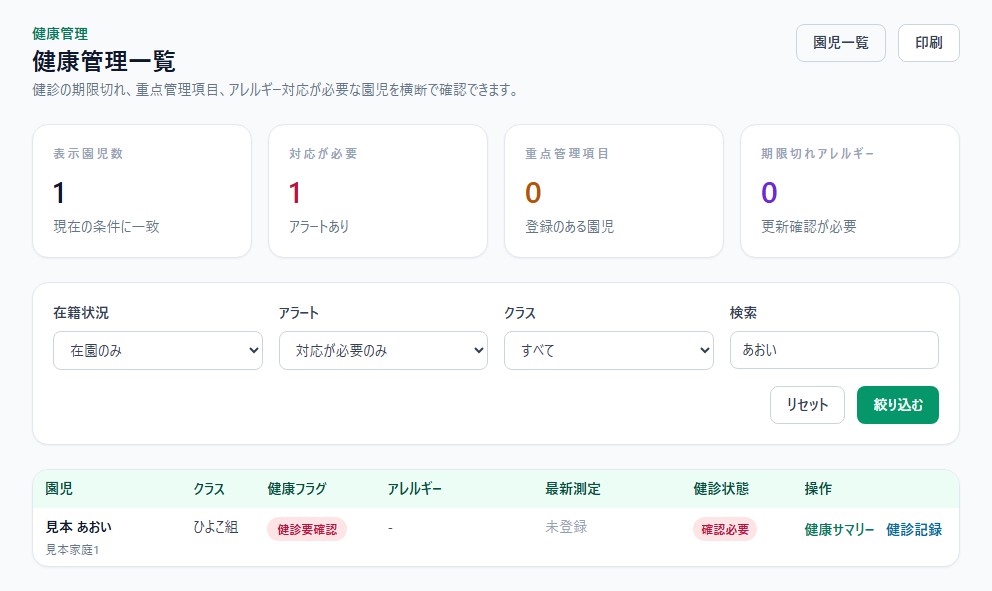 健康管理
健康管理一覧
健診の期限切れ、重点管理項目、アレルギー対応が必要な園児を横断で確認できます。
園児一覧
印刷
表示園児数
1
現在の条件に一致
対応が必要
1
アラートあり
重点管理項目
0
登録のある園児
期限切れアレルギー
0
更新確認が必要
在籍状況
在園のみ
アラート
対応が必要のみ
クラス
すべて
検索
あおい
リセット
絞り込む
園児 クラス 健康フラグ アレルギー 最新測定 健診状態 操作
見本 あおい ひよこ組 健診要確認 - 未登録 確認必要 健康サマリー 健診記録
見本家庭1